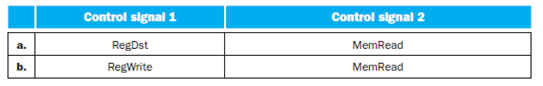 Control signal 1 Control signal 2
a. RegDst MemRead
b. RegWrite MemRead